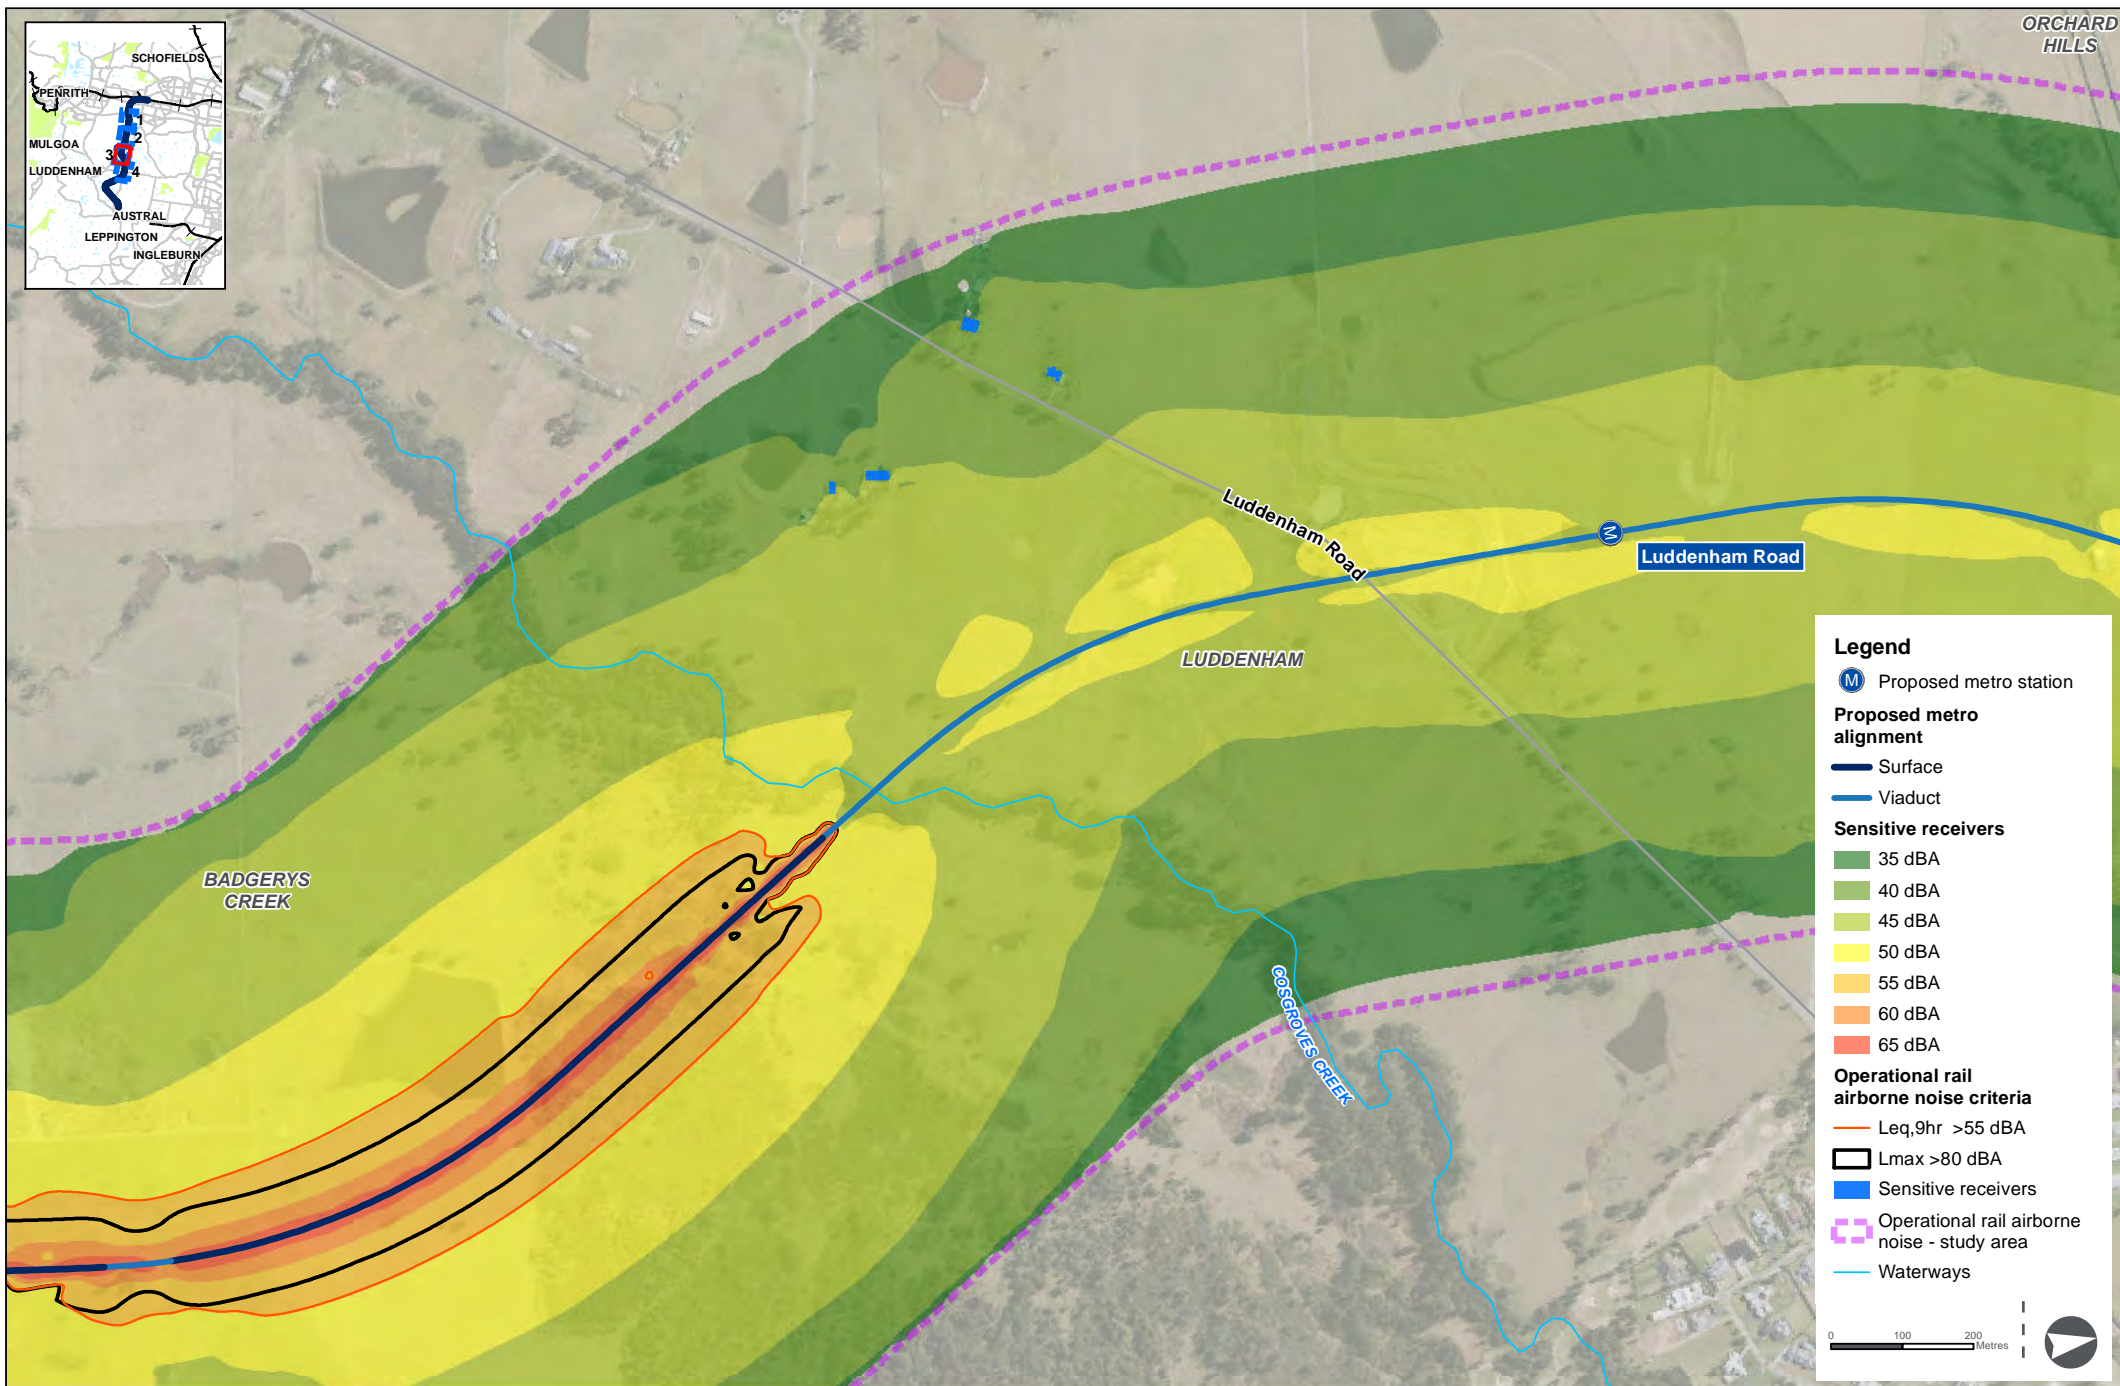 SCHOFIELDS
PENRITH
1
2
MULGOA
3
LUDDENHAM
4
AUSTRAL
LEPPINGTON
INGLEBURN
ORCHARD
HILLS
Luddenham Road
M
Luddenham Road
LUDDENHAM
BADGERYS
CREEK
COSGROVES CREEK
Legend
M Proposed metro station
Proposed metro
alignment
Surface
Viaduct
Sensitive receivers
35 dBA
40 dBA
45 dBA
50 dBA
55 dBA
60 dBA
65 dBA
Operational rail
airborne noise criteria
Leq,9hr >55 dBA
Lmax >80 dBA
Sensitive receivers
Operational rail airborne
noise - study area
Waterways
0 100 200
Metres